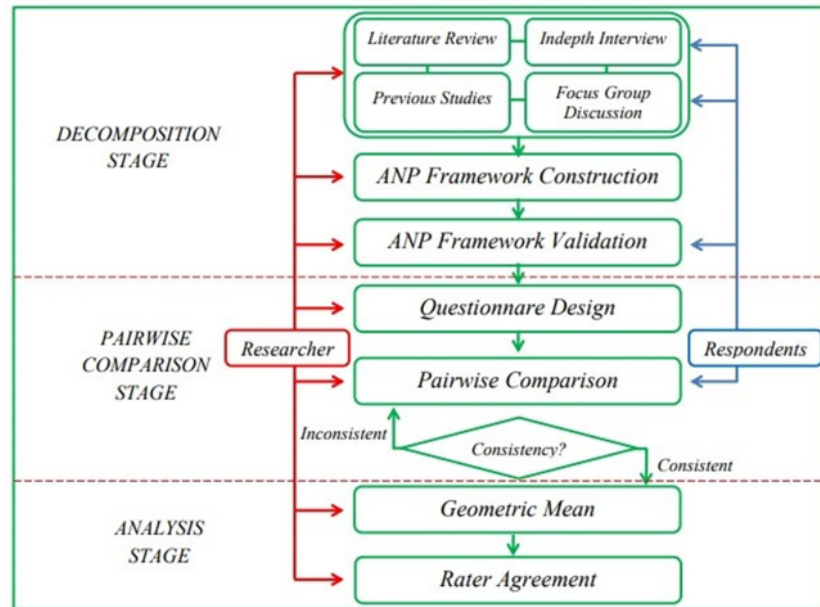 Literature Review
Indepth Interview
Previous Studies
Focus Group
Discussion
DECOMPOSITION
STAGE
ANP Framework Construction
ANP Framework Validation
Questionnare Design
PAIRWISE
COMPARISON
STAGE
Researcher
Respondents
Pairwise Comparison
Inconsistent
Consistency?
Consistent
Geometric Mean
ANALYSIS
STAGE
Rater Agreement